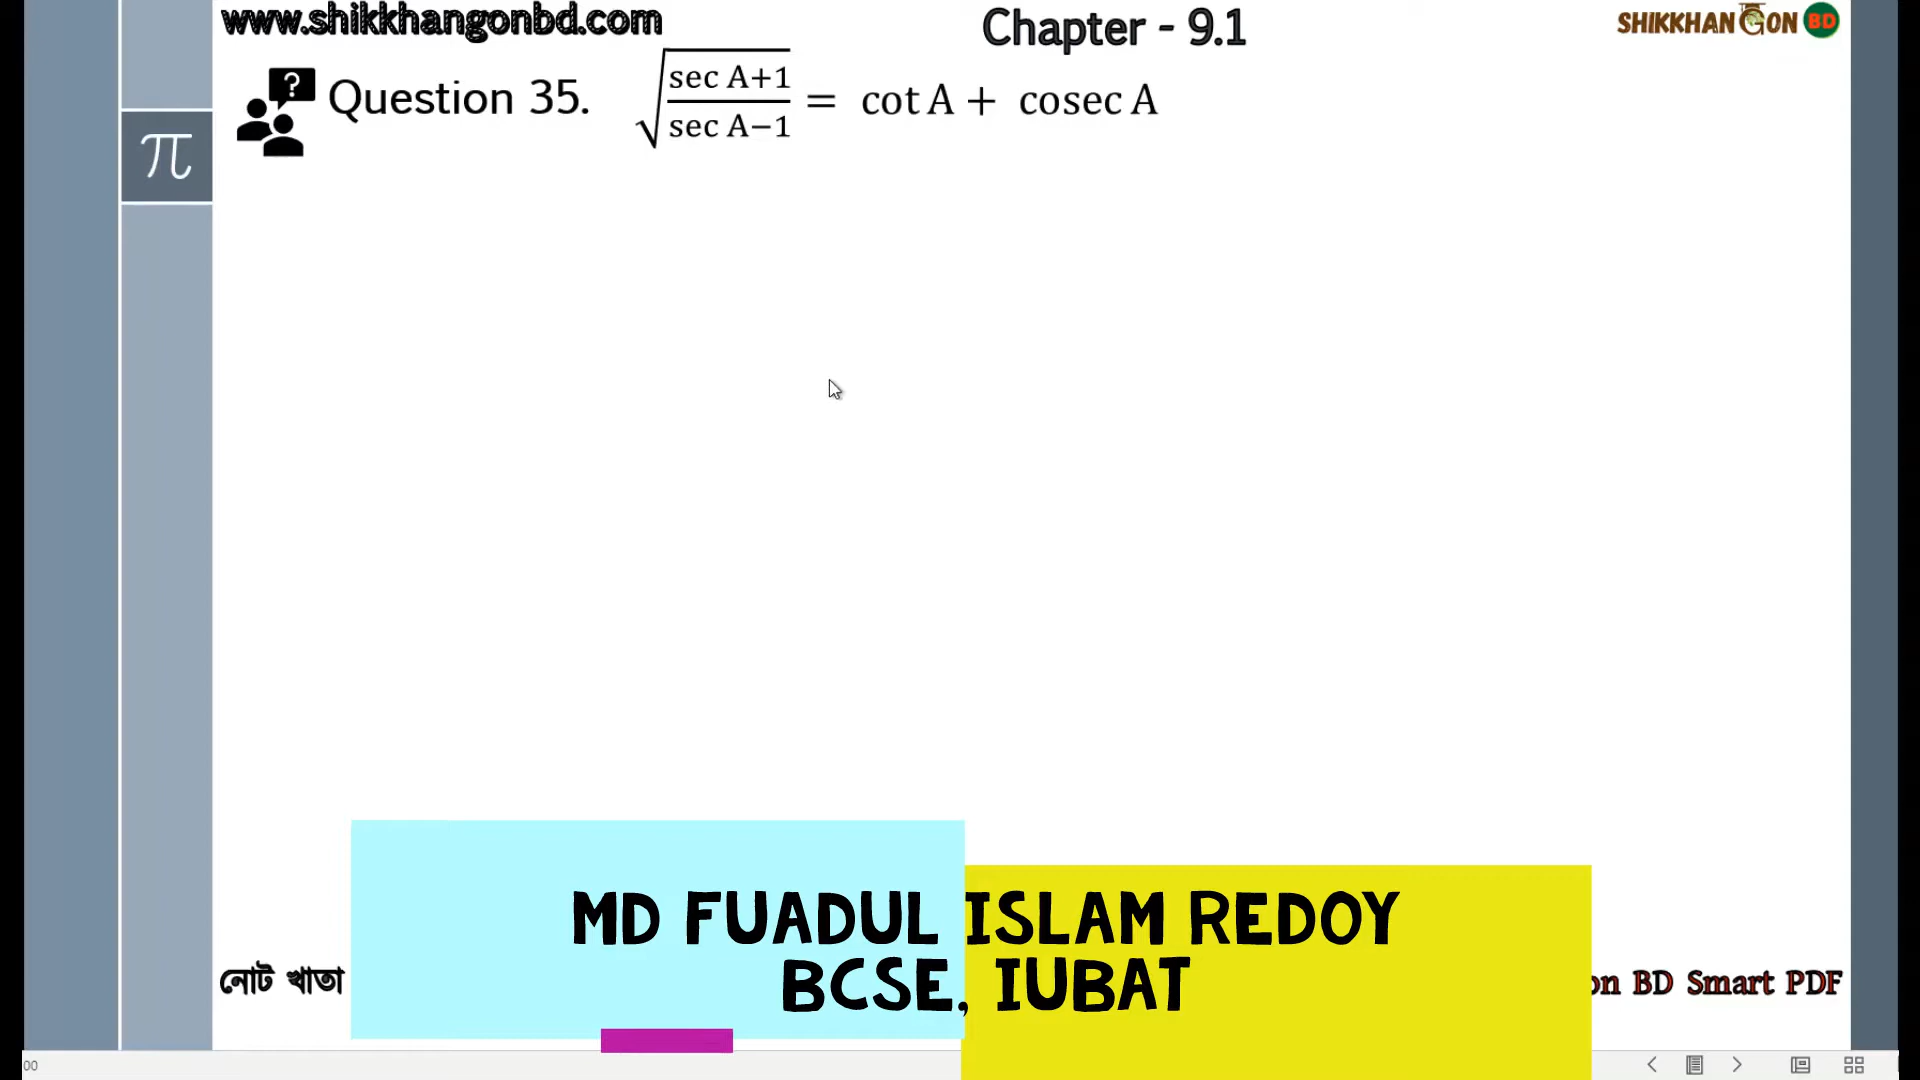 www.shikkhangonbd.com
Chapter - 9.1
SHIKKHANGON BD
?
Question 35. √((sec A+1)/(sec A−1)) = cot A + cosec A
π
MD FUADUL ISLAM REDOY
BCSE, IUBAT
নোট খাতা
on BD Smart PDF
00